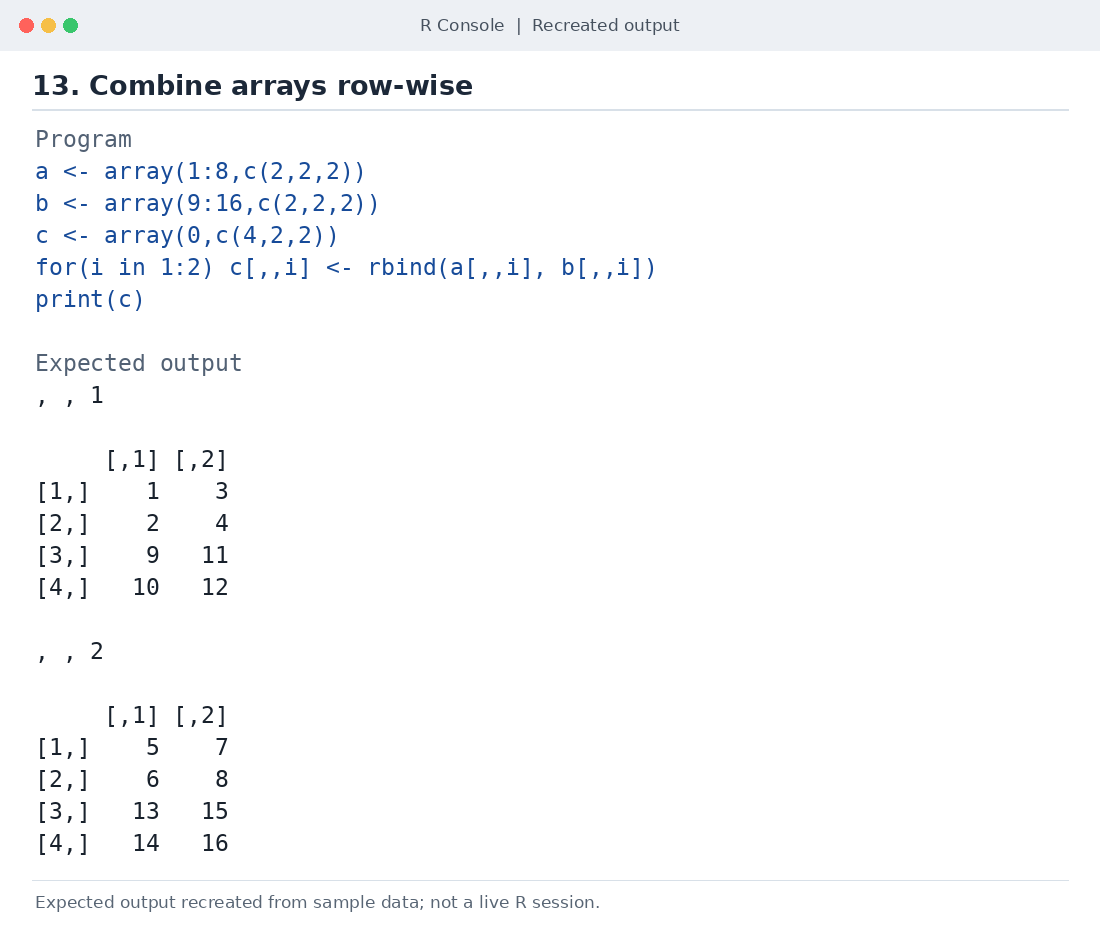 R Console  |  Recreated output
13. Combine arrays row-wise
Program
a <- array(1:8,c(2,2,2))
b <- array(9:16,c(2,2,2))
c <- array(0,c(4,2,2))
for(i in 1:2) c[,,i] <- rbind(a[,,i], b[,,i])
print(c)
Expected output
, , 1
     [,1] [,2]
[1,]    1    3
[2,]    2    4
[3,]    9   11
[4,]   10   12
, , 2
     [,1] [,2]
[1,]    5    7
[2,]    6    8
[3,]   13   15
[4,]   14   16
Expected output recreated from sample data; not a live R session.